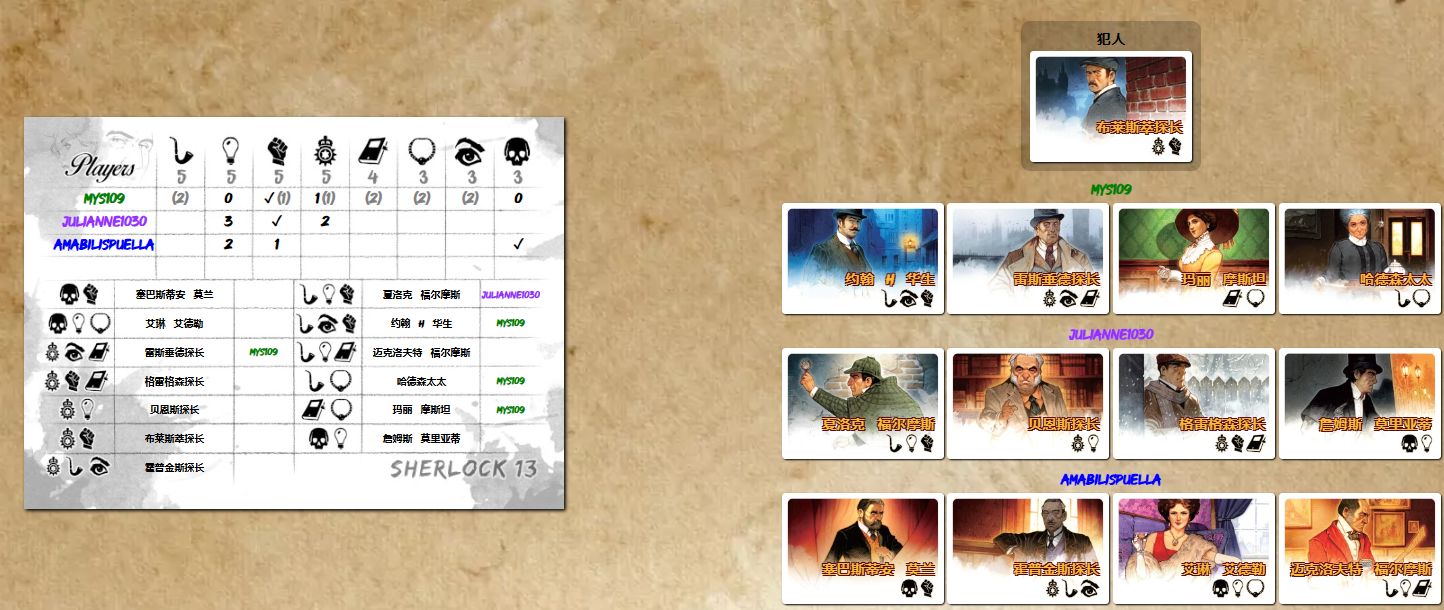 犯人
布莱斯萃探长
Players
5 5 5 5 4 3 3 3
MYS109 (2) 0 ✓(1) 1(1) (2) (2) (2) 0
JULIANNE1030 3 ✓ 2
AMABILISPUELLA 2 1 ✓
塞巴斯蒂安 莫兰 夏洛克 福尔摩斯 JULIANNE1030
艾琳 艾德勒 约翰 H 华生 MYS109
雷斯垂德探长 MYS109 迈克洛夫特 福尔摩斯
格雷格森探长 哈德森太太 MYS109
贝恩斯探长 玛丽 摩斯坦 MYS109
布莱斯萃探长 詹姆斯 莫里亚蒂
霍普金斯探长
SHERLOCK 13
MYS109
约翰 H 华生
雷斯垂德探长
玛丽 摩斯坦
哈德森太太
JULIANNE1030
夏洛克 福尔摩斯
贝恩斯探长
格雷格森探长
詹姆斯 莫里亚蒂
AMABILISPUELLA
塞巴斯蒂安 莫兰
霍普金斯探长
艾琳 艾德勒
迈克洛夫特 福尔摩斯